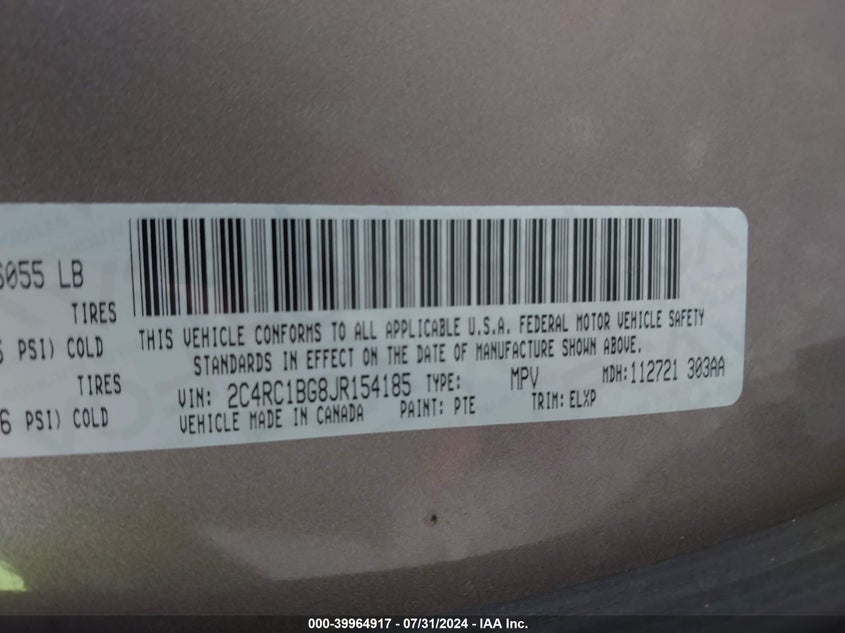 6055 LB
TIRES
PSI) COLD
TIRES
6 PSI) COLD
THIS VEHICLE CONFORMS TO ALL APPLICABLE U.S.A. FEDERAL MOTOR VEHICLE SAFETY
STANDARDS IN EFFECT ON THE DATE OF MANUFACTURE SHOWN ABOVE.
VIN: 2C4RC1BG8JR154185 TYPE: MPV MDH:112721 303AA
VEHICLE MADE IN CANADA PAINT: PTE TRIM: ELXP
000-39964917 / 07/31/2024 - IAA Inc.